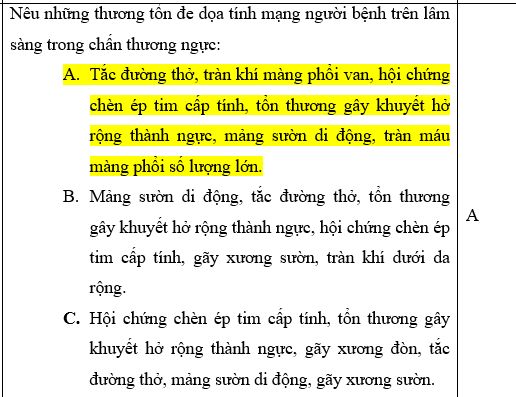 Nêu những thương tổn đe dọa tính mạng người bệnh trên lâm
sàng trong chấn thương ngực:
A. Tắc đường thở, tràn khí màng phổi van, hội chứng
chèn ép tim cấp tính, tổn thương gây khuyết hở
rộng thành ngực, mảng sườn di động, tràn máu
màng phổi số lượng lớn.
B. Mảng sườn di động, tắc đường thở, tổn thương
gây khuyết hở rộng thành ngực, hội chứng chèn ép
tim cấp tính, gãy xương sườn, tràn khí dưới da
rộng.
C. Hội chứng chèn ép tim cấp tính, tổn thương gây
khuyết hở rộng thành ngực, gãy xương đòn, tắc
đường thở, mảng sườn di động, gãy xương sườn.
A